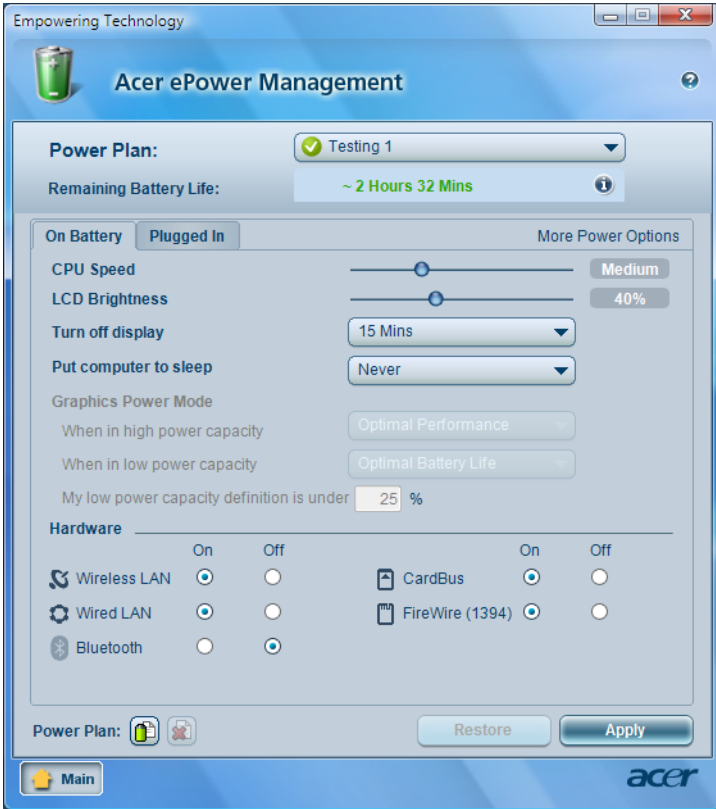 Empowering Technology
Acer ePower Management
Power Plan: Testing 1
Remaining Battery Life: ~ 2 Hours 32 Mins
On Battery Plugged In More Power Options
CPU Speed Medium
LCD Brightness 40%
Turn off display 15 Mins
Put computer to sleep Never
Graphics Power Mode
When in high power capacity Optimal Performance
When in low power capacity Optimal Battery Life
My low power capacity definition is under 25 %
Hardware
On Off On Off
Wireless LAN CardBus
Wired LAN FireWire (1394)
Bluetooth
Power Plan: Restore Apply
Main acer